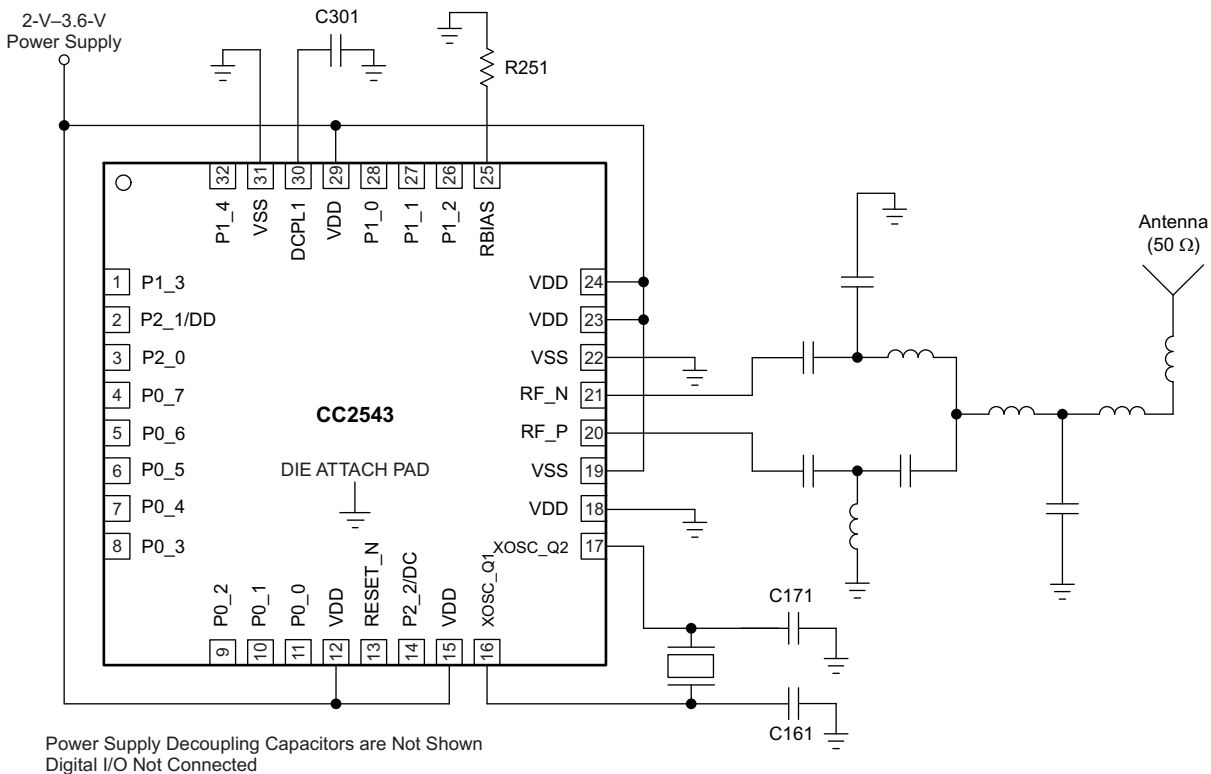 2-V–3.6-V
Power Supply
C301
R251
32
31
30
29
28
27
26
25
P1_4
VSS
DCPL1
VDD
P1_0
P1_1
P1_2
RBIAS
Antenna
(50 Ω)
1 P1_3
2 P2_1/DD
3 P2_0
4 P0_7
5 P0_6
6 P0_5
7 P0_4
8 P0_3
CC2543
DIE ATTACH PAD
VDD 24
VDD 23
VSS 22
RF_N 21
RF_P 20
VSS 19
VDD 18
XOSC_Q2 17
P0_2
P0_1
P0_0
VDD
RESET_N
P2_2/DC
VDD
XOSC_Q1
9
10
11
12
13
14
15
16
C171
C161
Power Supply Decoupling Capacitors are Not Shown
Digital I/O Not Connected